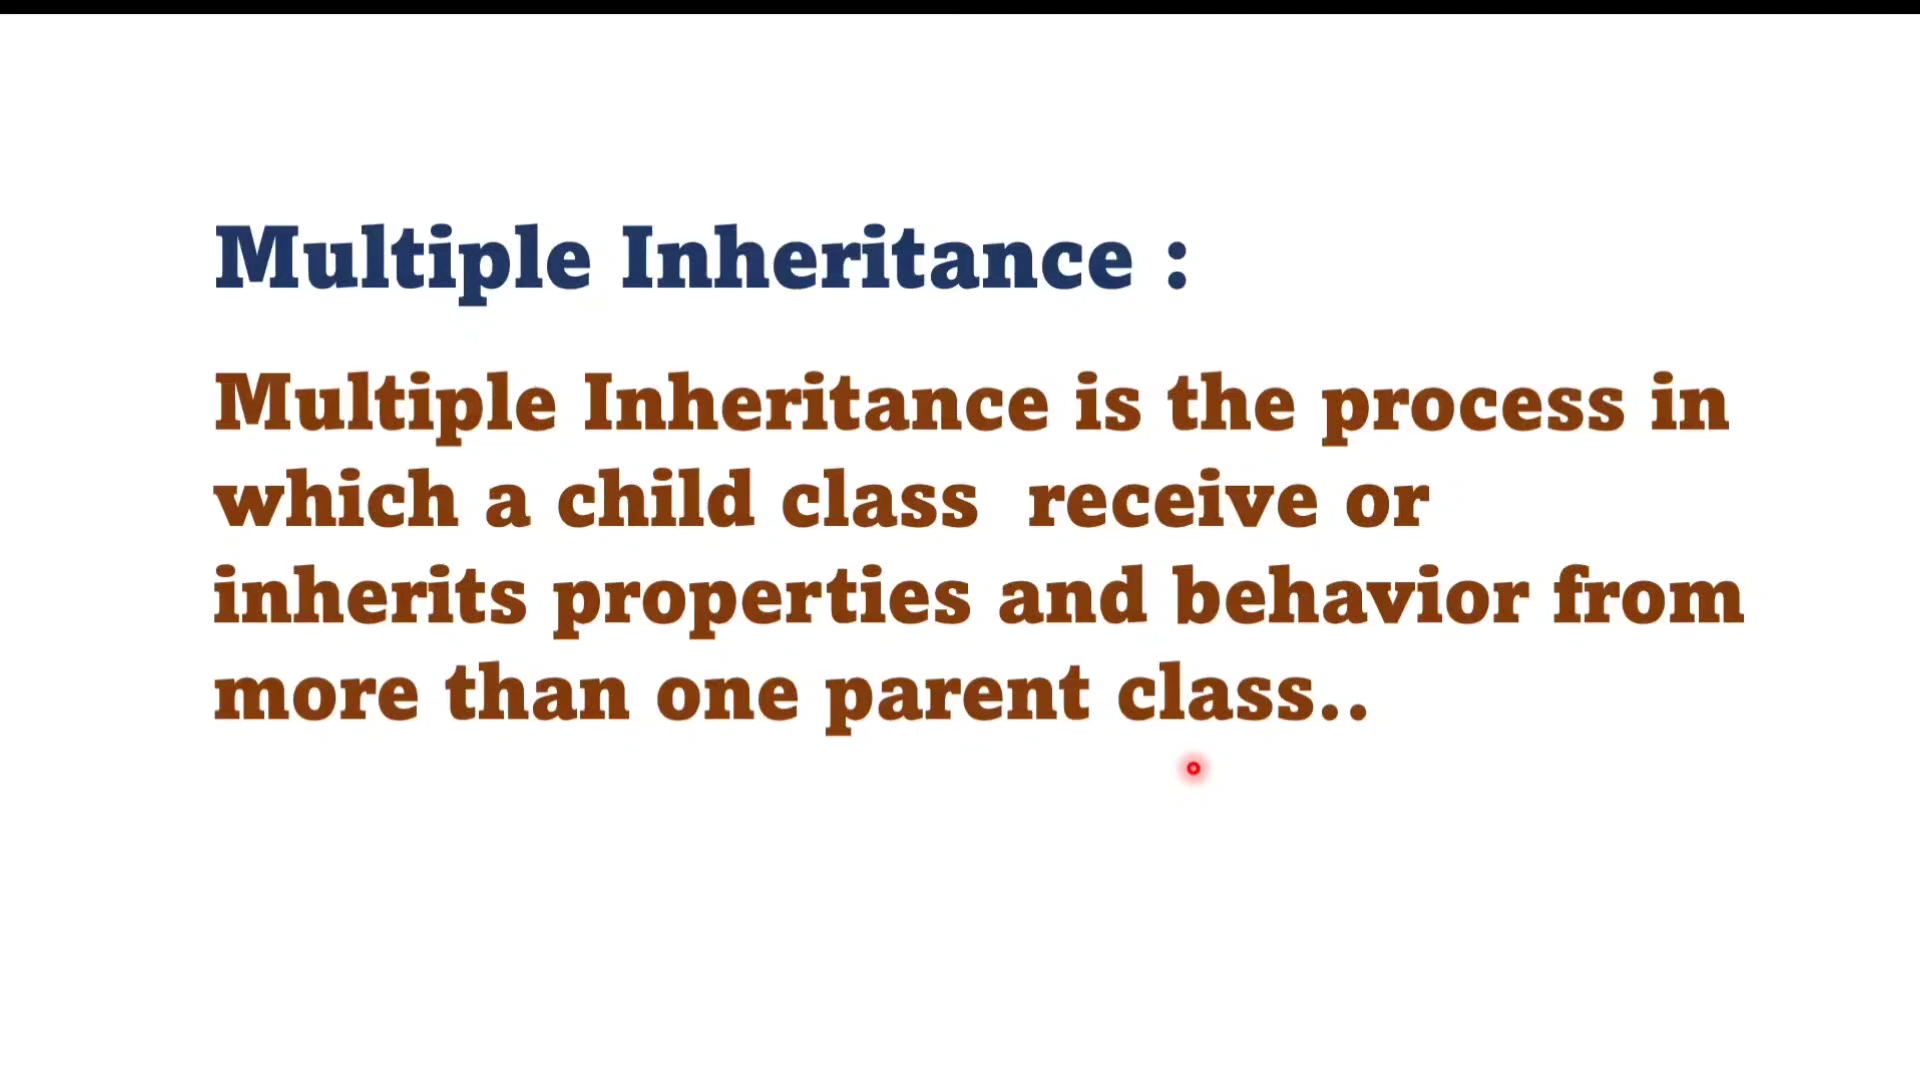 Multiple Inheritance :
Multiple Inheritance is the process in
which a child class  receive or
inherits properties and behavior from
more than one parent class..